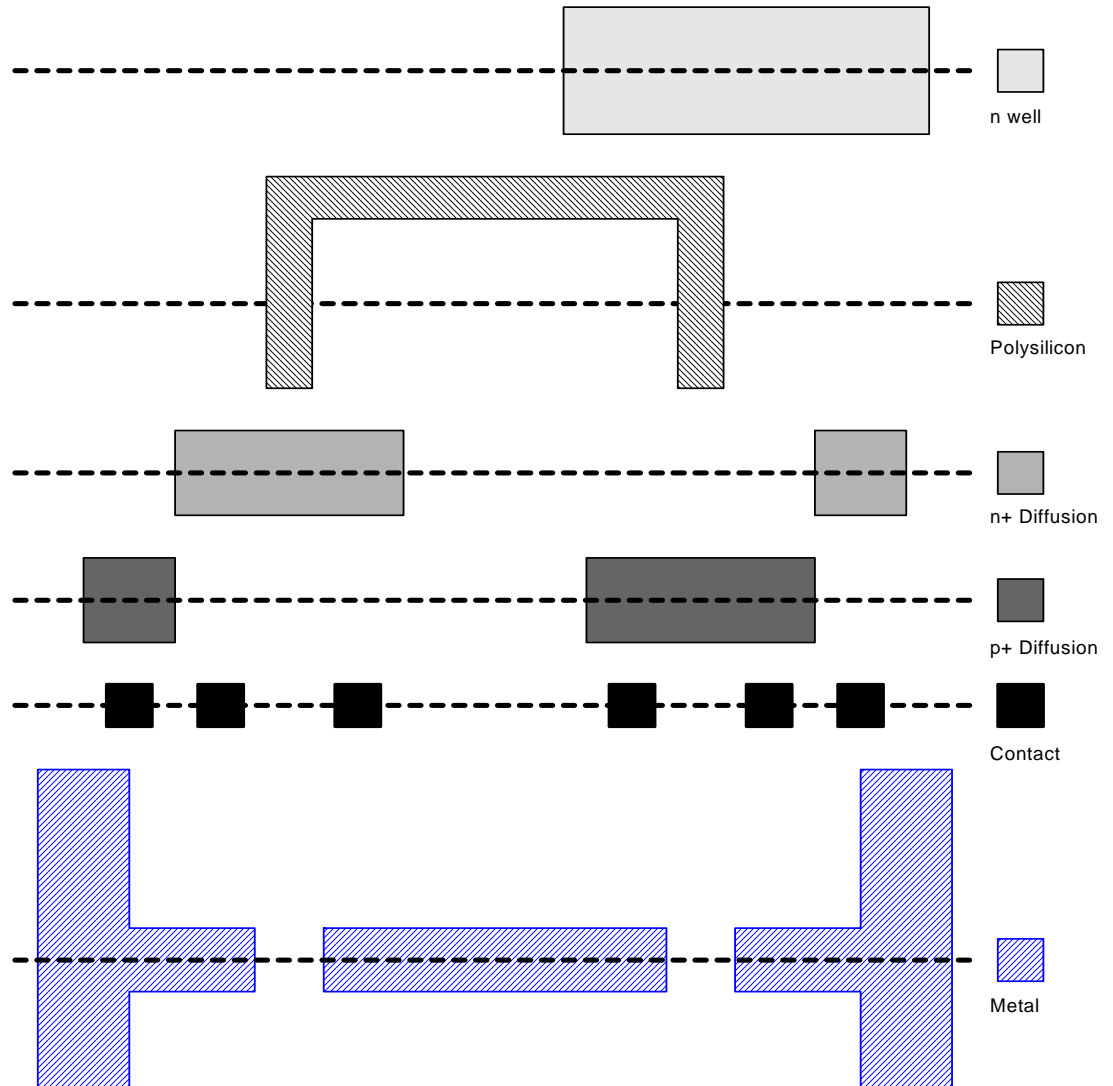 n well
Polysilicon
n+ Diffusion
p+ Diffusion
Contact
Metal